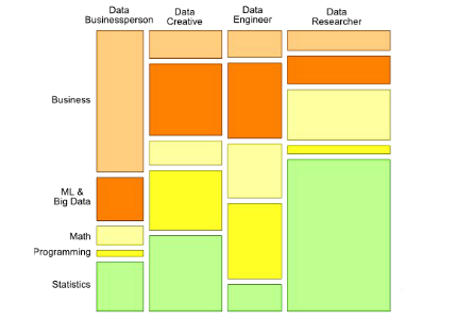 Data
Businessperson
Data
Creative
Data
Engineer
Data
Researcher
Business
ML &
Big Data
Math
Programming
Statistics